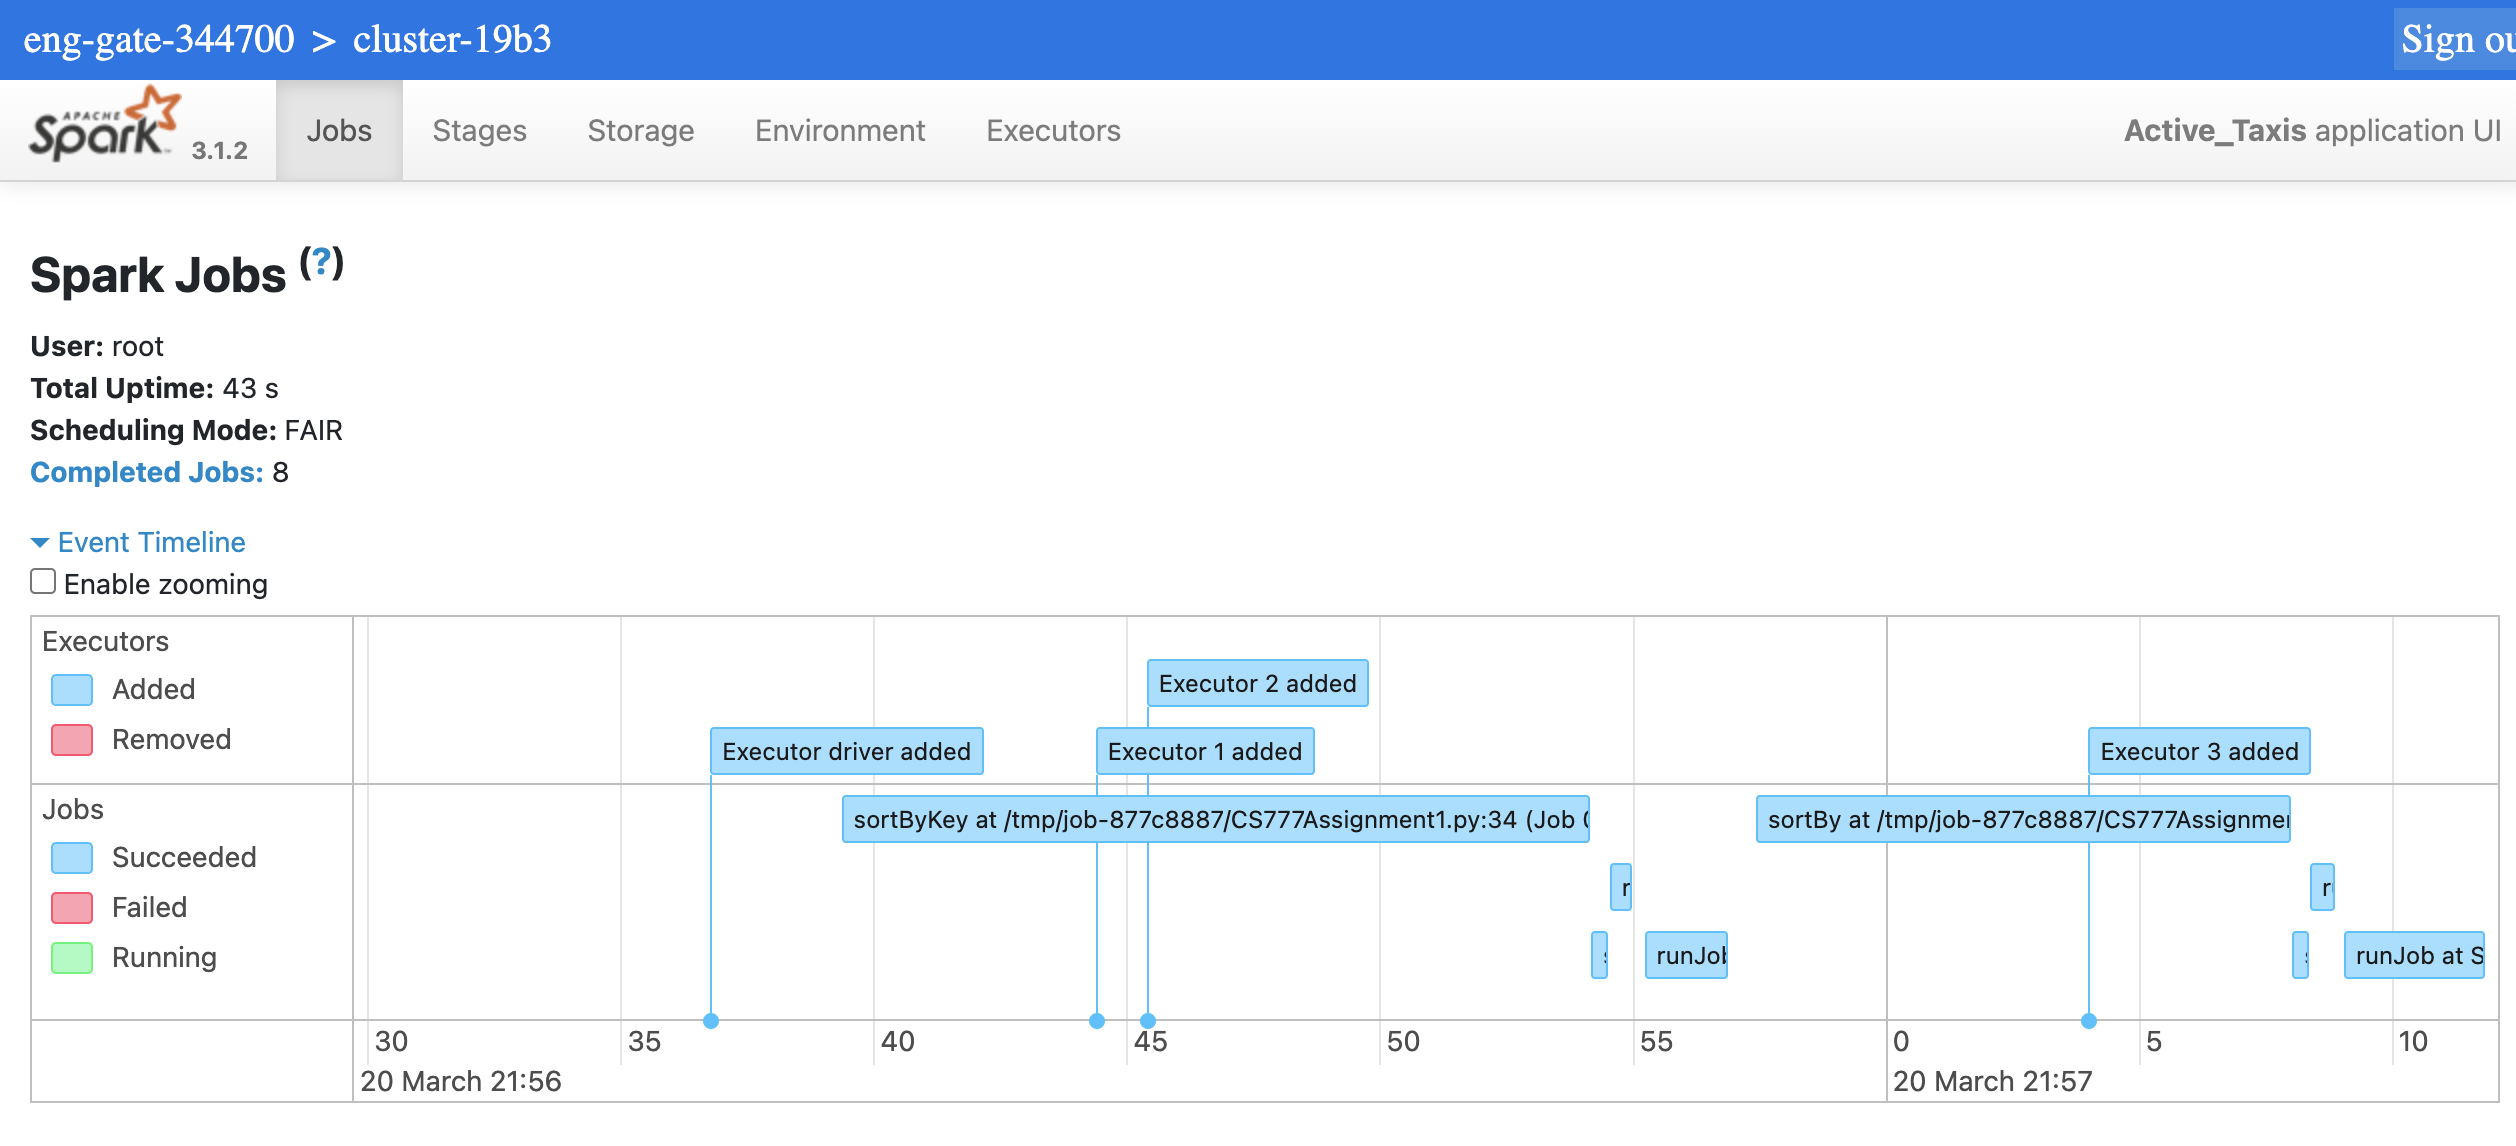 eng-gate-344700 > cluster-19b3
Sign ou
APACHE
Spark 3.1.2
Jobs
Stages
Storage
Environment
Executors
Active_Taxis application UI
Spark Jobs (?)
User: root
Total Uptime: 43 s
Scheduling Mode: FAIR
Completed Jobs: 8
Event Timeline
Enable zooming
Executors
Added
Removed
Executor 2 added
Executor driver added
Executor 1 added
Executor 3 added
Jobs
Succeeded
Failed
Running
sortByKey at /tmp/job-877c8887/CS777Assignment1.py:34 (Job
sortBy at /tmp/job-877c8887/CS777Assignme
r
r
runJob
runJob at S
30
35
40
45
50
55
0
5
10
20 March 21:56
20 March 21:57